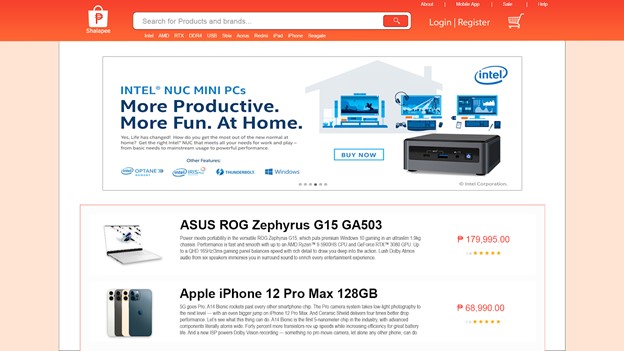 About | Mobile App | Sale | Help
Shalapee
Search for Products and brands...
Login | Register
Intel AMD RTX DDR4 USB Skie Aurus Redmi iPad iPhone Seagate
INTEL® NUC MINI PCs
More Productive.
More Fun. At Home.
Yes, Life has changed! How do you get the most out of the new normal at
home? Get the right Intel® NUC that meets all your needs for work and play –
from basic needs to mainstream usage to powerful performance.
Other Features:
intel OPTANE MEMORY
intel IRIS
THUNDERBOLT
Windows
intel
BUY NOW
© Intel Corporation.
ASUS ROG Zephyrus G15 GA503
Power meets portability in the versatile ROG Zephyrus G15, which puts premium Windows 10 gaming in an ultraslim 1.9kg
chassis. Performance is fast and smooth with up to an AMD Ryzen™ 9 5900HS CPU and GeForce RTX™ 3080 GPU. Up
to a QHD 165Hz/3ms gaming panel balances speed with rich detail to draw you deep into the action. Loud Dolby Atmos
audio from six speakers immerses you in surround sound to enrich every entertainment experience.
₱ 179,995.00
Apple iPhone 12 Pro Max 128GB
5G goes Pro. A14 Bionic rockets past every other smartphone chip. The Pro camera system takes low-light photography to
the next level — with an even bigger jump on iPhone 12 Pro Max. And Ceramic Shield delivers four times better drop
performance. Let's see what this thing can do. A14 Bionic is the first 5-nanometer chip in the industry, with advanced
components literally atoms wide. Forty percent more transistors rev up speeds while increasing efficiency for great battery
life. And a new ISP powers Dolby Vision recording — something no pro movie camera, let alone any other phone, can do.
₱ 68,990.00